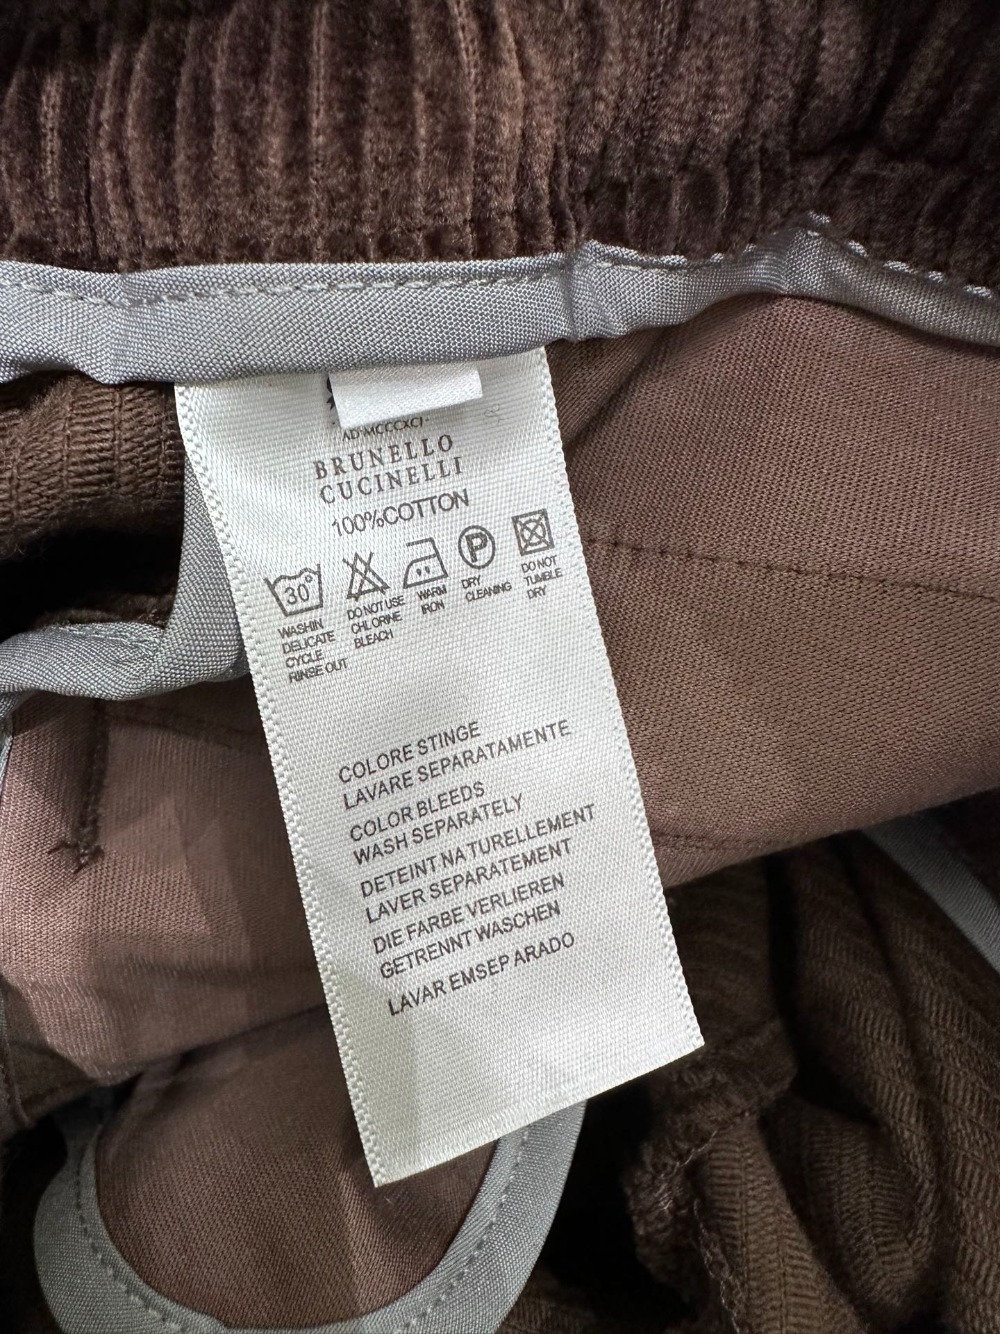 AD MCCCXCI
BRUNELLO
CUCINELLI
100%COTTON
30°
P
WASHIN
DELICATE
CYCLE
RINSE OUT
DO NOT USE
CHLORINE
BLEACH
WARM
IRON
DRY
CLEANING
DO NOT
TUMBLE
DRY
COLORE STINGE
LAVARE SEPARATAMENTE
COLOR BLEEDS
WASH SEPARATELY
DETEINT NA TURELLEMENT
LAVER SEPARATEMENT
DIE FARBE VERLIEREN
GETRENNT WASCHEN
LAVAR EMSEP ARADO